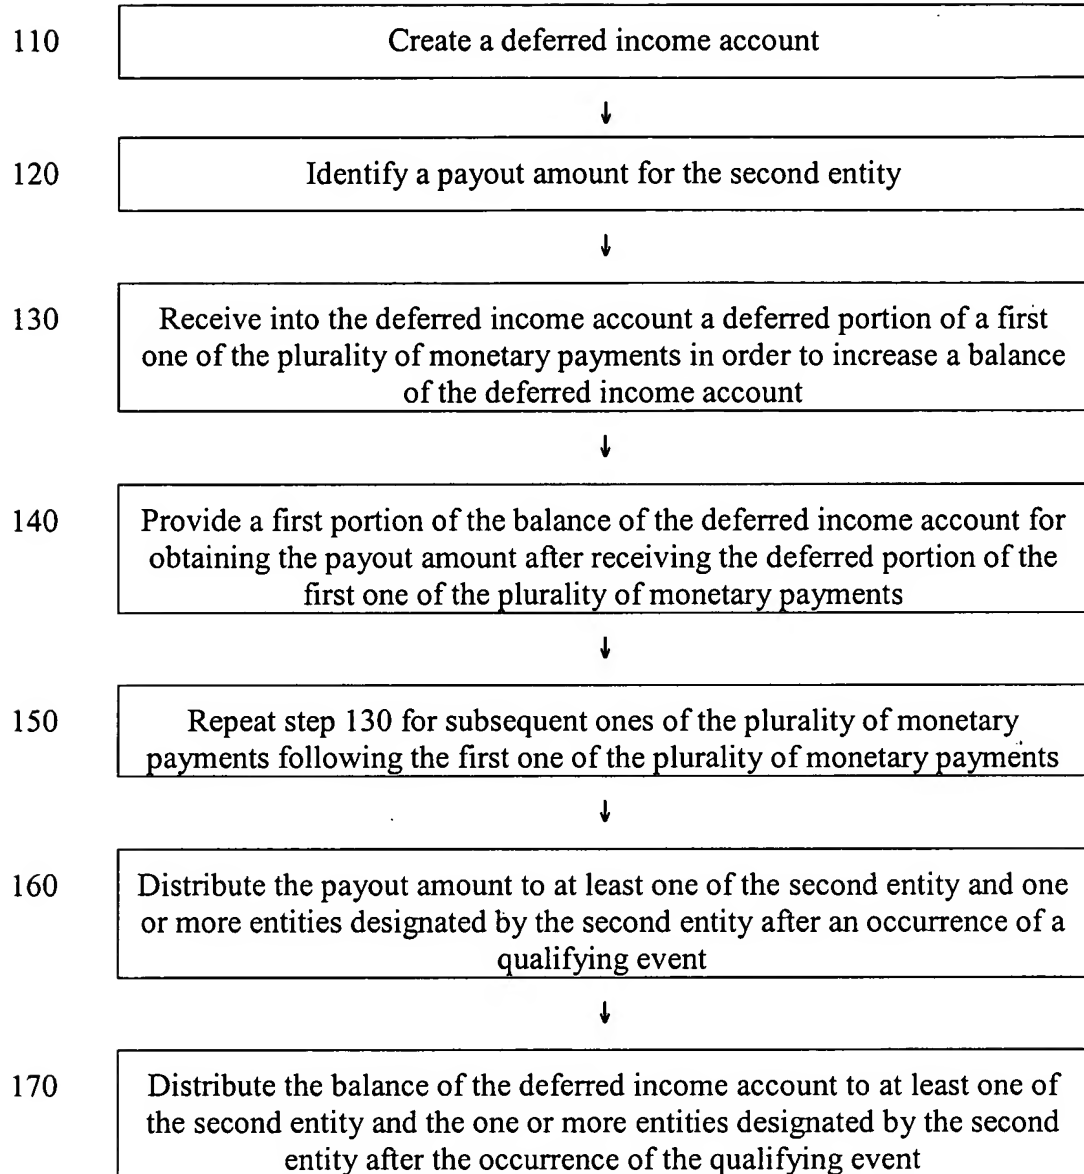 110 Create a deferred income account
↓
120 Identify a payout amount for the second entity
↓
130 Receive into the deferred income account a deferred portion of a first
one of the plurality of monetary payments in order to increase a balance
of the deferred income account
↓
140 Provide a first portion of the balance of the deferred income account for
obtaining the payout amount after receiving the deferred portion of the
first one of the plurality of monetary payments
↓
150 Repeat step 130 for subsequent ones of the plurality of monetary
payments following the first one of the plurality of monetary payments
↓
160 Distribute the payout amount to at least one of the second entity and one
or more entities designated by the second entity after an occurrence of a
qualifying event
↓
170 Distribute the balance of the deferred income account to at least one of
the second entity and the one or more entities designated by the second
entity after the occurrence of the qualifying event